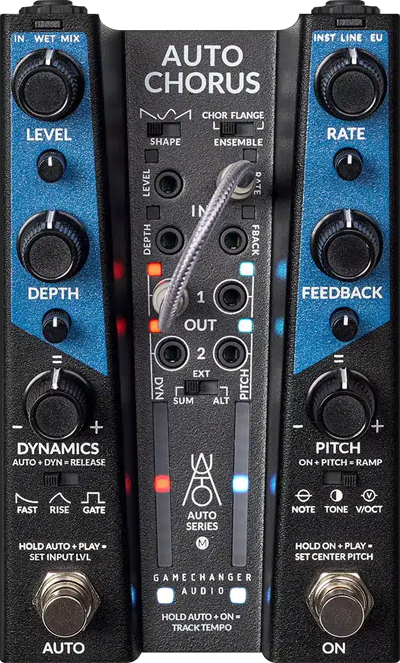 IN. WET MIX
AUTO
CHORUS
INST LINE EU
LEVEL
SHAPE
CHOR FLANGE
ENSEMBLE
RATE
LEVEL
RATE
IN
DEPTH
FBACK
DEPTH
FEEDBACK
1
OUT
2
DYN
PITCH
EXT
SUM ALT
=
- +
DYNAMICS
AUTO + DYN = RELEASE
FAST RISE GATE
HOLD AUTO + PLAY =
SET INPUT LVL
AUTO
AUTO
SERIES
M
GAMECHANGER
AUDIO
HOLD AUTO + ON =
TRACK TEMPO
=
- +
PITCH
ON + PITCH = RAMP
V
NOTE TONE V/OCT
HOLD ON + PLAY =
SET CENTER PITCH
ON